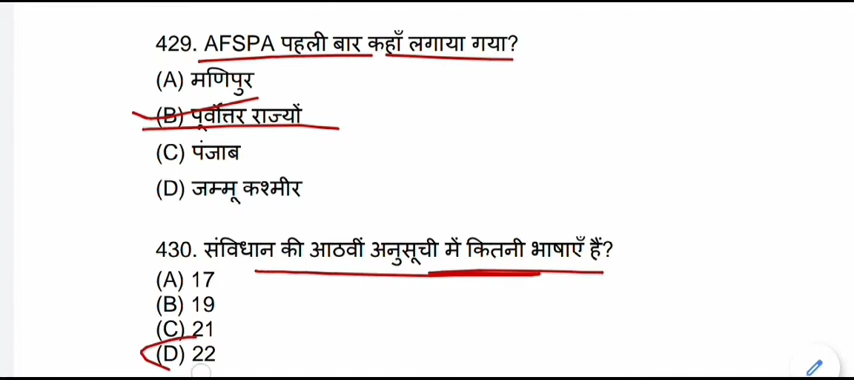 429. AFSPA पहली बार कहाँ लगाया गया?
(A) मणिपुर
(B) पूर्वोत्तर राज्यों
(C) पंजाब
(D) जम्मू कश्मीर
430. संविधान की आठवीं अनुसूची में कितनी भाषाएँ हैं?
(A) 17
(B) 19
(C) 21
(D) 22